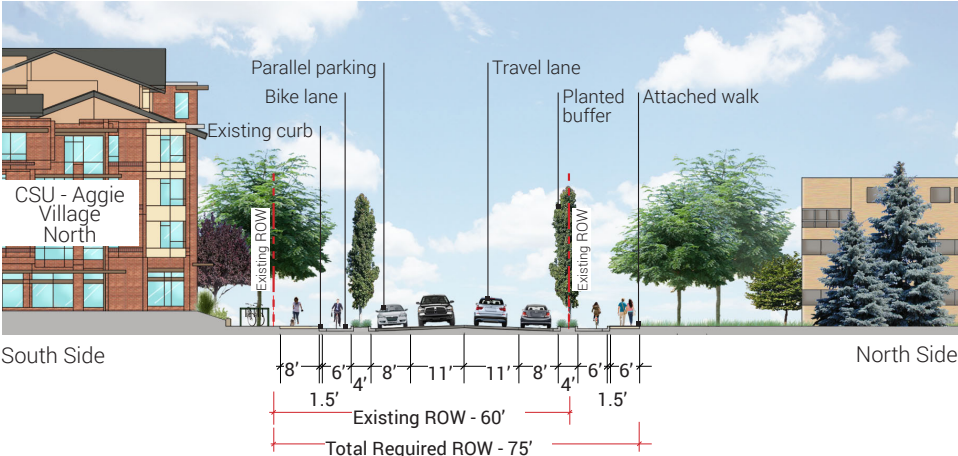 Parallel parking
Travel lane
Bike lane
Planted
buffer
Attached walk
Existing curb
CSU - Aggie
Village
North
Existing ROW
Existing ROW
South Side
North Side
8’ 6’ 4’ 8’ 11’ 11’ 8’ 4’ 6’ 6’
1.5’ 1.5’
Existing ROW - 60’
Total Required ROW - 75’